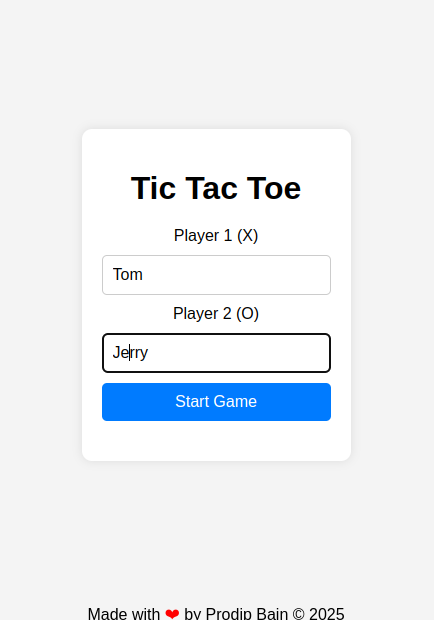 Tic Tac Toe
Player 1 (X)
Tom
Player 2 (O)
Jerry
Start Game
Made with ❤ by Prodip Bain © 2025